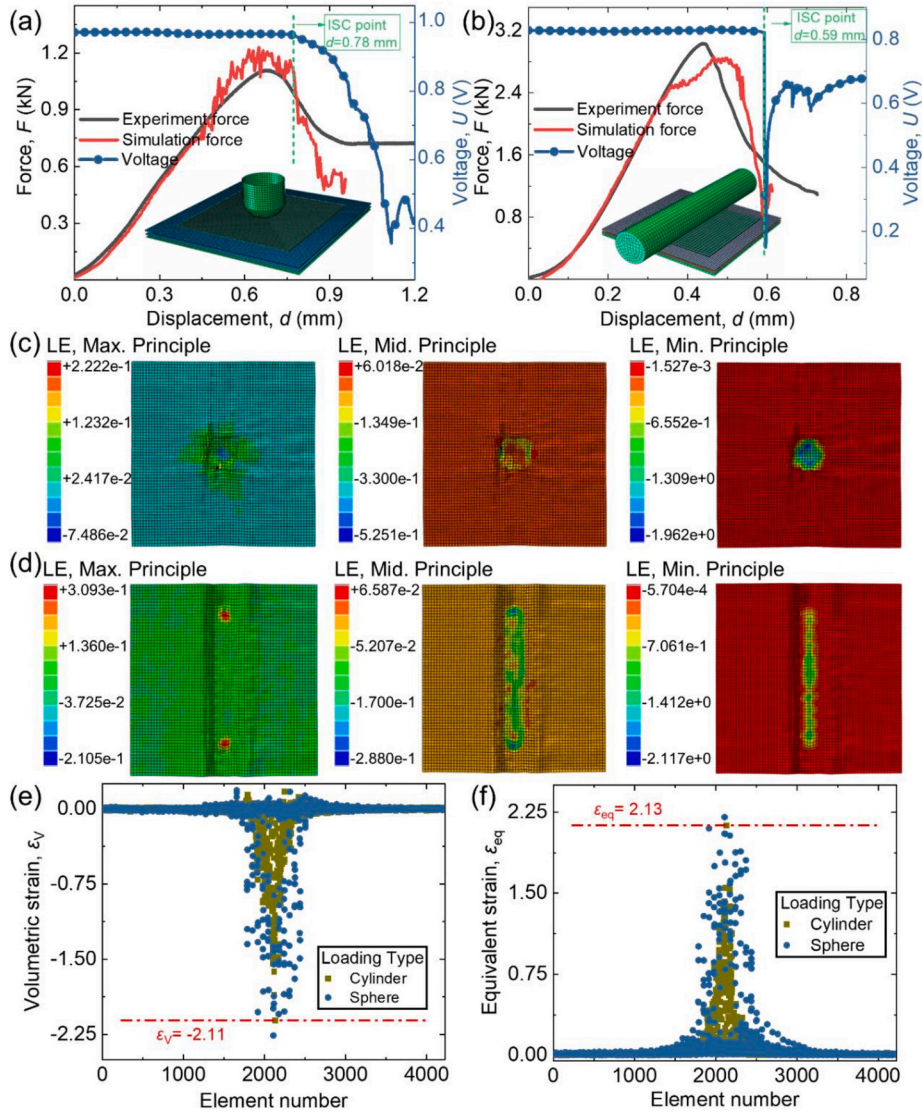 (a)
ISC point
d=0.78 mm
1.2
0.9
0.6
0.3
Force, F (kN)
Experiment force
Simulation force
Voltage
1.0
0.8
0.6
0.4
Voltage, U (V)
0.0 0.3 0.6 0.9 1.2
Displacement, d (mm)
(b)
ISC point
d=0.59 mm
3.2
2.4
1.6
0.8
Force, F (kN)
Experiment force
Simulation force
Voltage
0.8
0.6
0.4
0.2
Voltage, U (V)
0.0 0.2 0.4 0.6 0.8
Displacement, d (mm)
(c)
LE, Max. Principle
+2.222e-1
+1.232e-1
+2.417e-2
-7.486e-2
LE, Mid. Principle
+6.018e-2
-1.349e-1
-3.300e-1
-5.251e-1
LE, Min. Principle
-1.527e-3
-6.552e-1
-1.309e+0
-1.962e+0
(d)
LE, Max. Principle
+3.093e-1
+1.360e-1
-3.725e-2
-2.105e-1
LE, Mid. Principle
+6.587e-2
-5.207e-2
-1.700e-1
-2.880e-1
LE, Min. Principle
-5.704e-4
-7.061e-1
-1.412e+0
-2.117e+0
(e)
0.00
-0.75
-1.50
-2.25
Volumetric strain, εV
Loading Type
Cylinder
Sphere
εV= -2.11
0 1000 2000 3000 4000
Element number
(f)
2.25
1.50
0.75
0.00
Equivalent strain, εeq
εeq= 2.13
Loading Type
Cylinder
Sphere
0 1000 2000 3000 4000
Element number